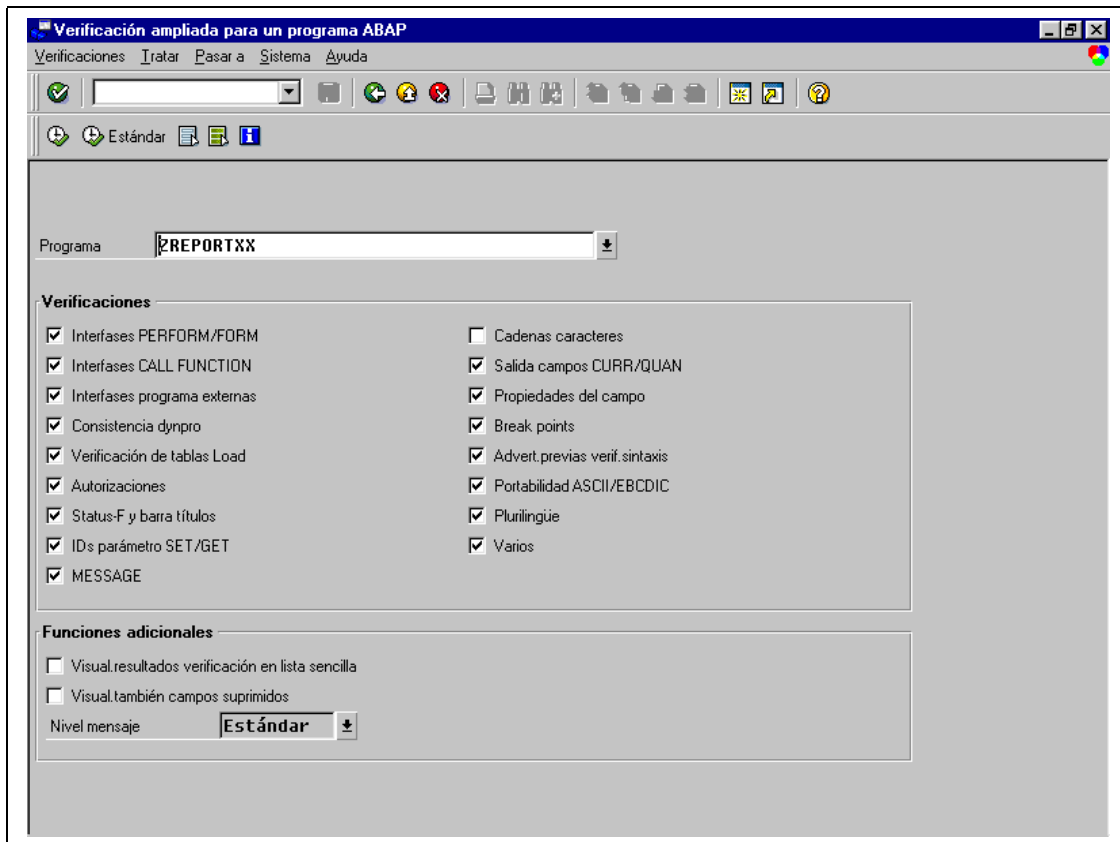 Verificación ampliada para un programa ABAP
Verificaciones Tratar Pasar a Sistema Ayuda
Estándar
Programa ZREPORTXX
Verificaciones
Interfases PERFORM/FORM
Cadenas caracteres
Interfases CALL FUNCTION
Salida campos CURR/QUAN
Interfases programa externas
Propiedades del campo
Consistencia dynpro
Break points
Verificación de tablas Load
Advert.previas verif.sintaxis
Autorizaciones
Portabilidad ASCII/EBCDIC
Status-F y barra títulos
Plurilingüe
IDs parámetro SET/GET
Varios
MESSAGE
Funciones adicionales
Visual.resultados verificación en lista sencilla
Visual.también campos suprimidos
Nivel mensaje Estándar